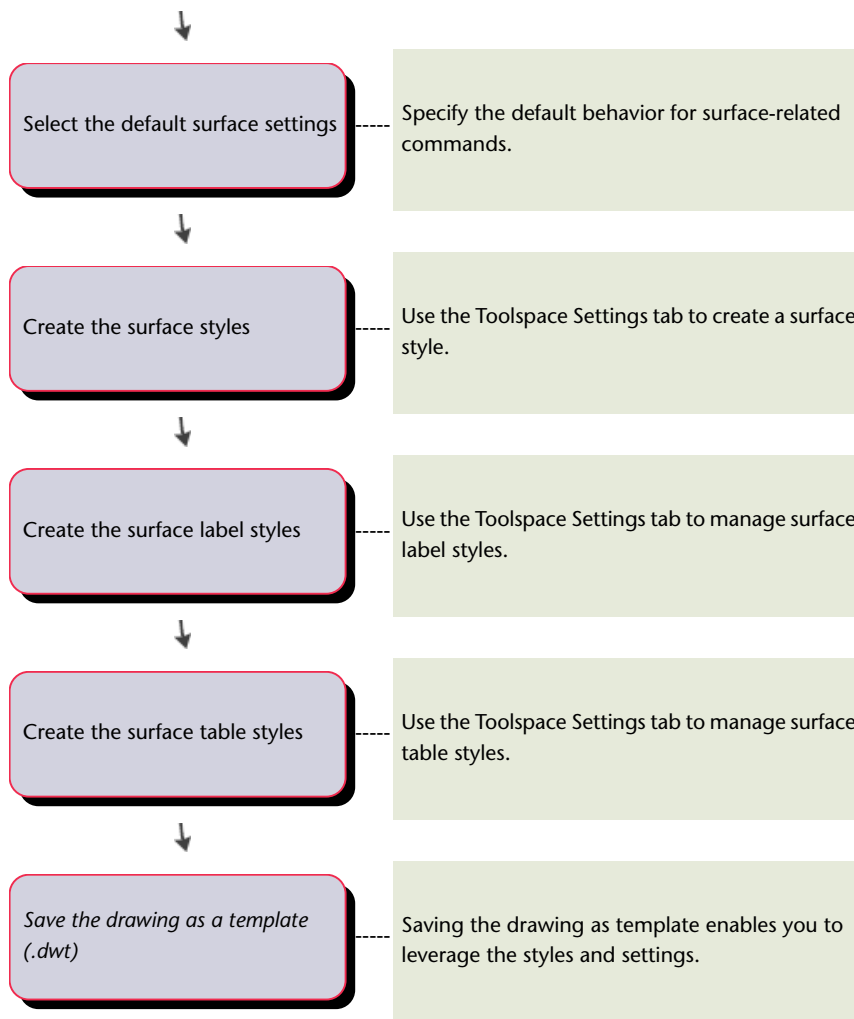 Select the default surface settings
Specify the default behavior for surface-related
commands.
Create the surface styles
Use the Toolspace Settings tab to create a surface
style.
Create the surface label styles
Use the Toolspace Settings tab to manage surface
label styles.
Create the surface table styles
Use the Toolspace Settings tab to manage surface
table styles.
Save the drawing as a template
(.dwt)
Saving the drawing as template enables you to
leverage the styles and settings.